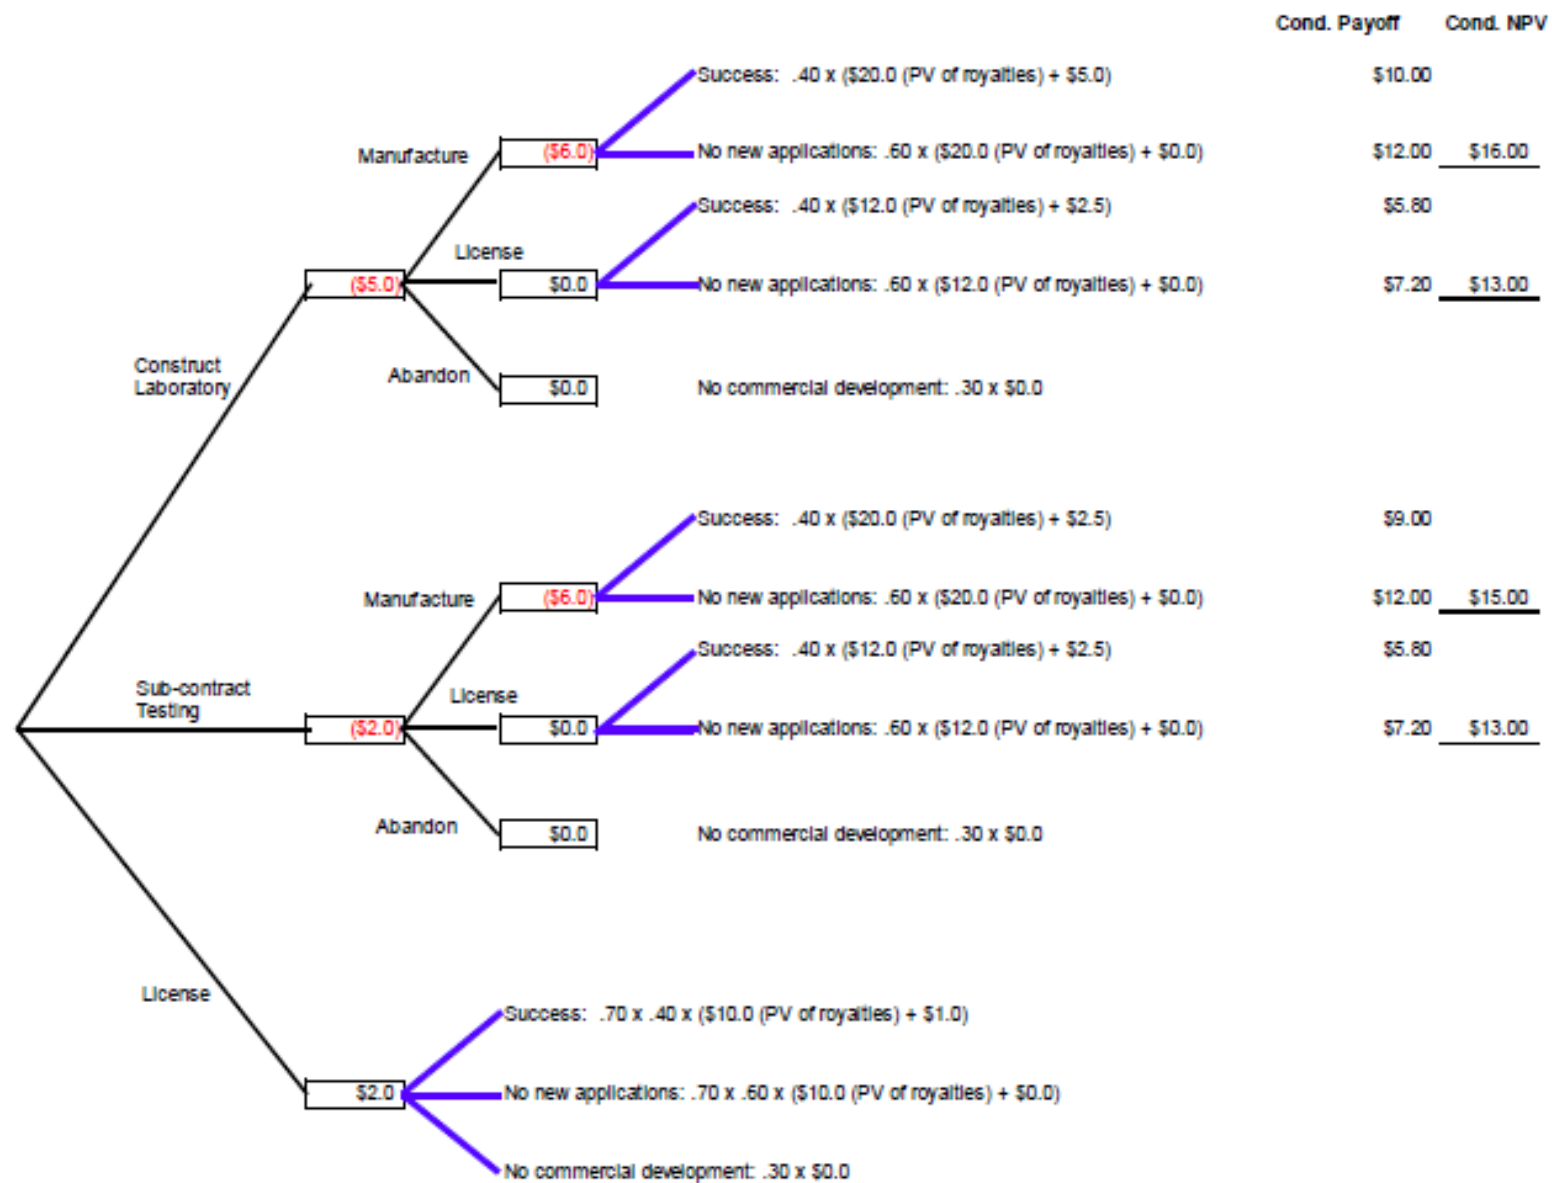 Cond. Payoff Cond. NPV
Success: .40 x ($20.0 (PV of royalties) + $5.0) $10.00
Manufacture ($6.0) No new applications: .60 x ($20.0 (PV of royalties) + $0.0) $12.00 $16.00
Success: .40 x ($12.0 (PV of royalties) + $2.5) $5.80
License
($5.0) $0.0 No new applications: .60 x ($12.0 (PV of royalties) + $0.0) $7.20 $13.00
Construct
Laboratory
Abandon $0.0 No commercial development: .30 x $0.0
Success: .40 x ($20.0 (PV of royalties) + $2.5) $9.00
Manufacture ($6.0) No new applications: .60 x ($20.0 (PV of royalties) + $0.0) $12.00 $15.00
Success: .40 x ($12.0 (PV of royalties) + $2.5) $5.80
Sub-contract
Testing
License
($2.0) $0.0 No new applications: .60 x ($12.0 (PV of royalties) + $0.0) $7.20 $13.00
Abandon $0.0 No commercial development: .30 x $0.0
License
Success: .70 x .40 x ($10.0 (PV of royalties) + $1.0)
$2.0 No new applications: .70 x .60 x ($10.0 (PV of royalties) + $0.0)
No commercial development: .30 x $0.0